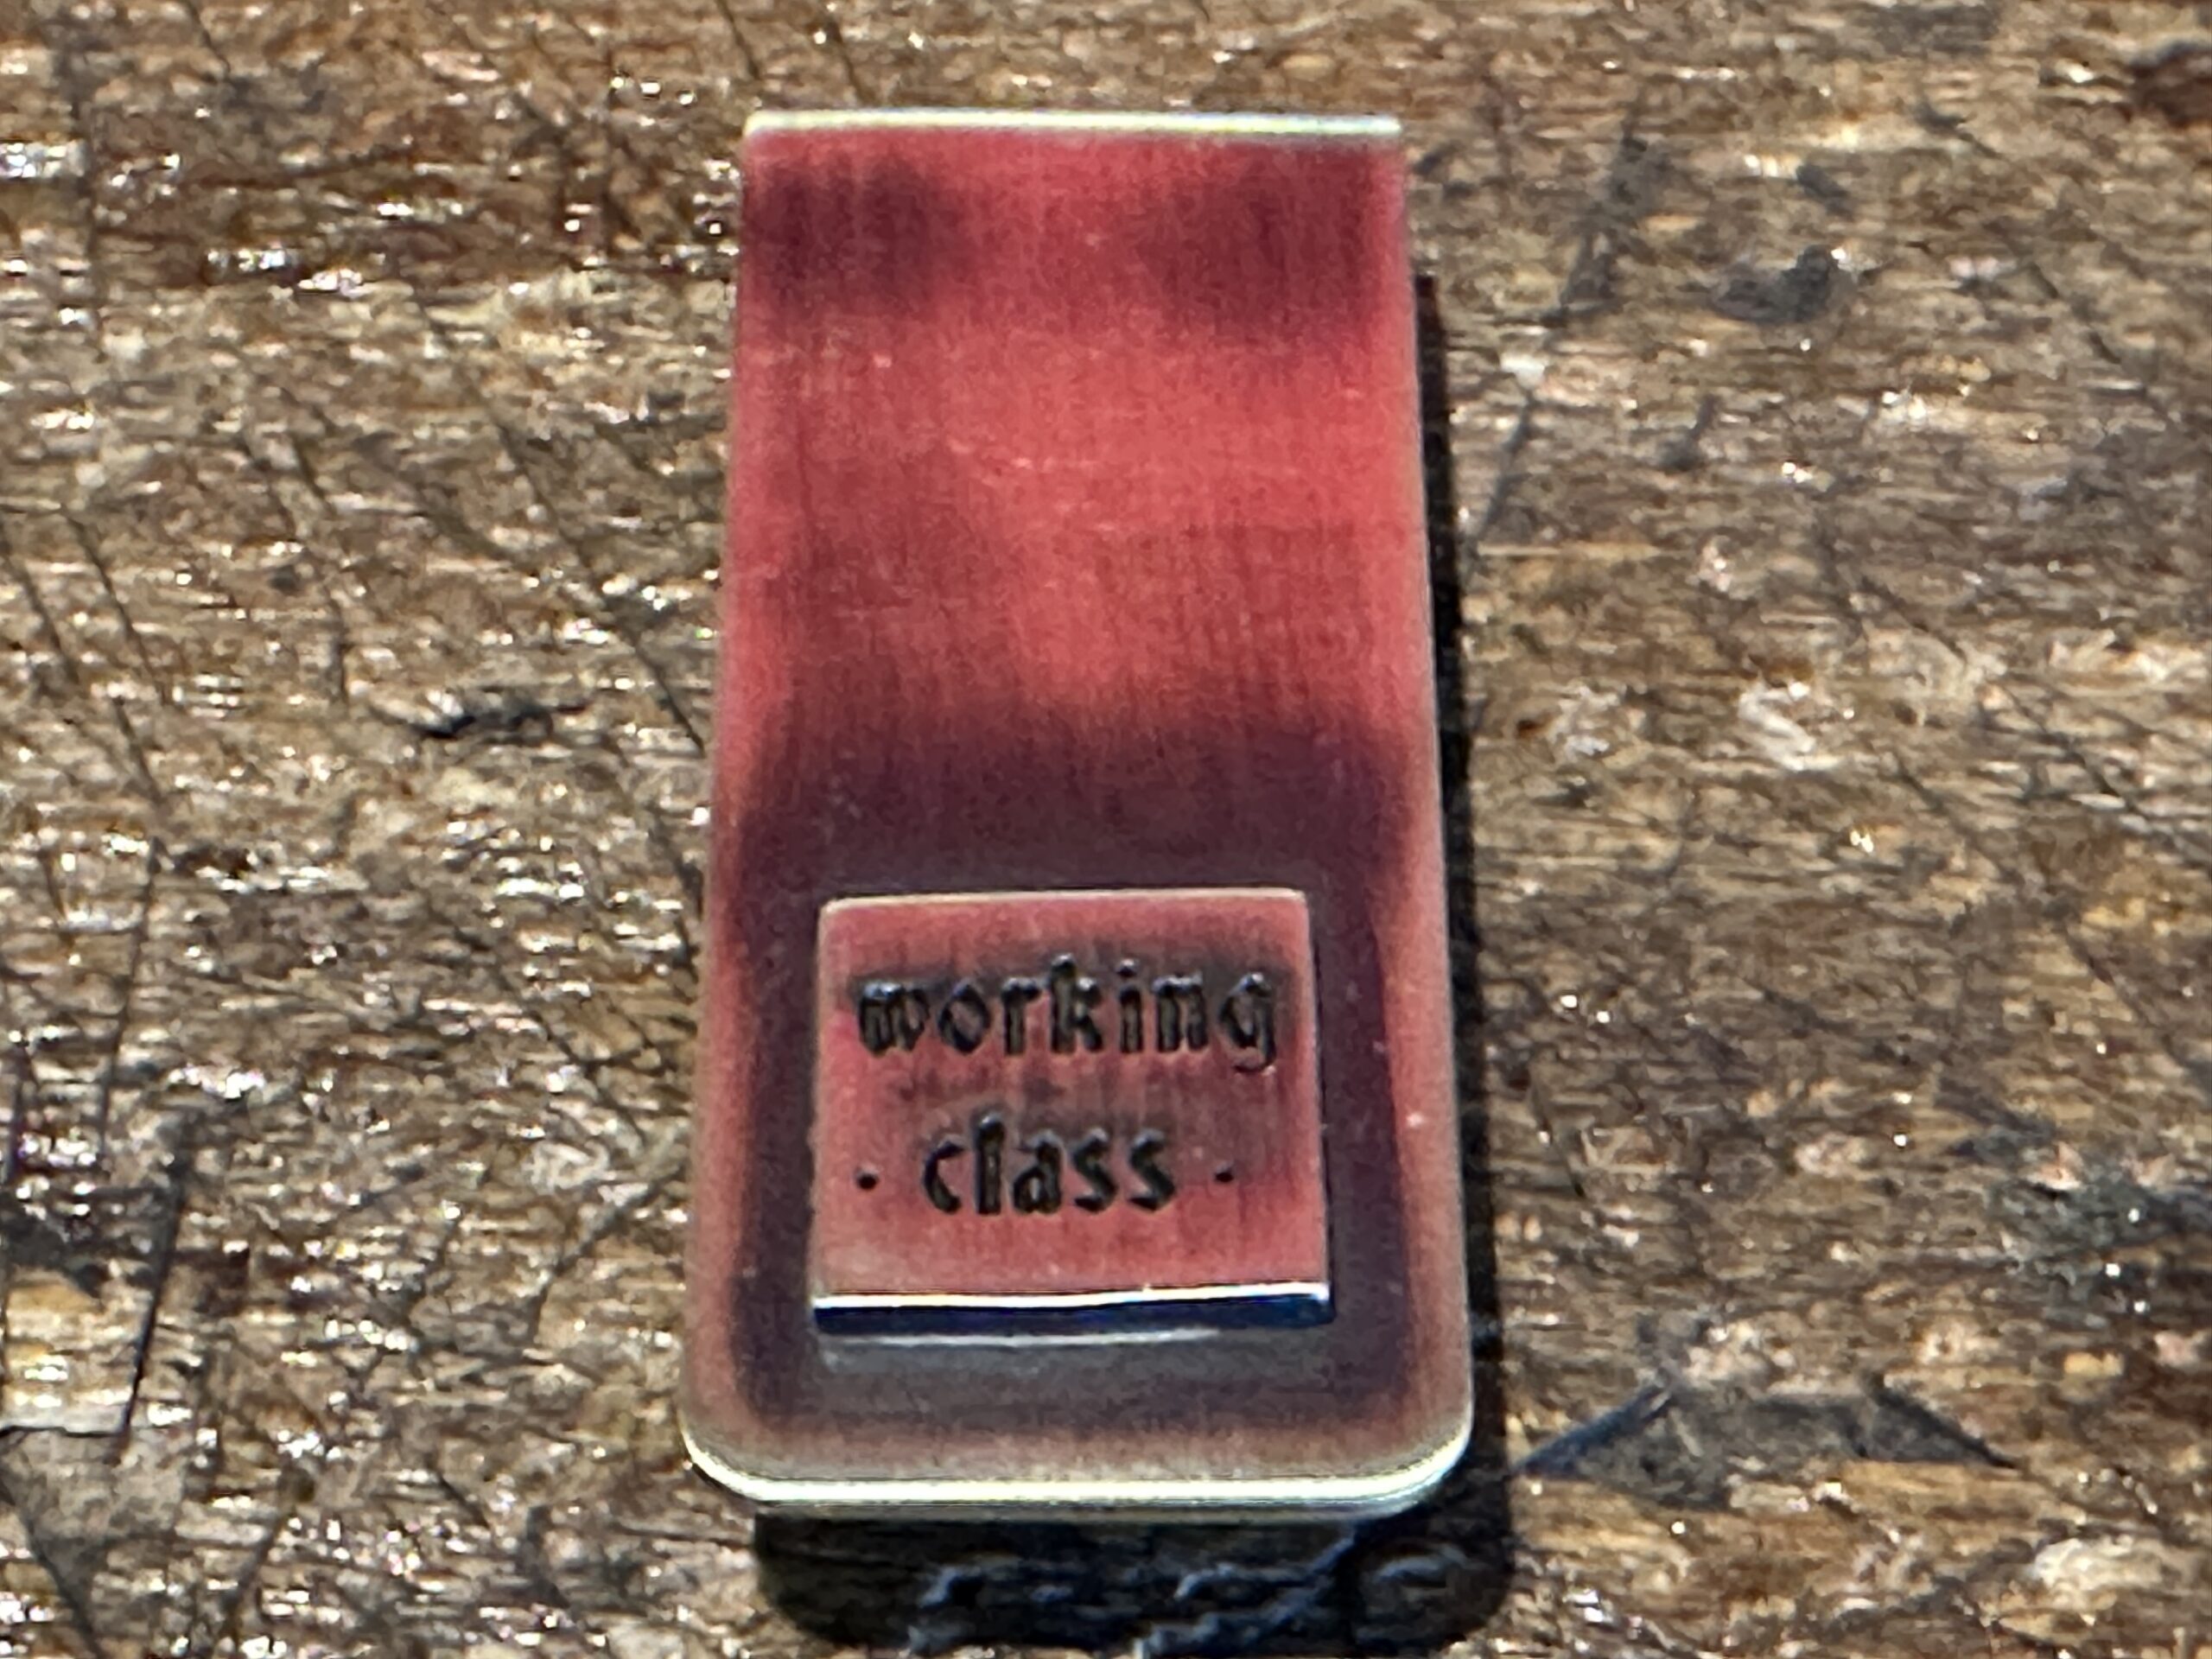 working
· class ·